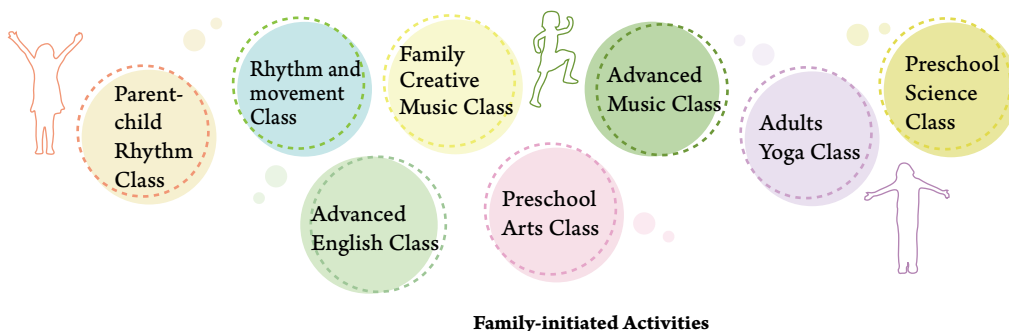 Parent-
child
Rhythm
Class
Rhythm and
movement
Class
Family
Creative
Music Class
Advanced
Music Class
Adults
Yoga Class
Preschool
Science
Class
Advanced
English Class
Preschool
Arts Class
Family-initiated Activities